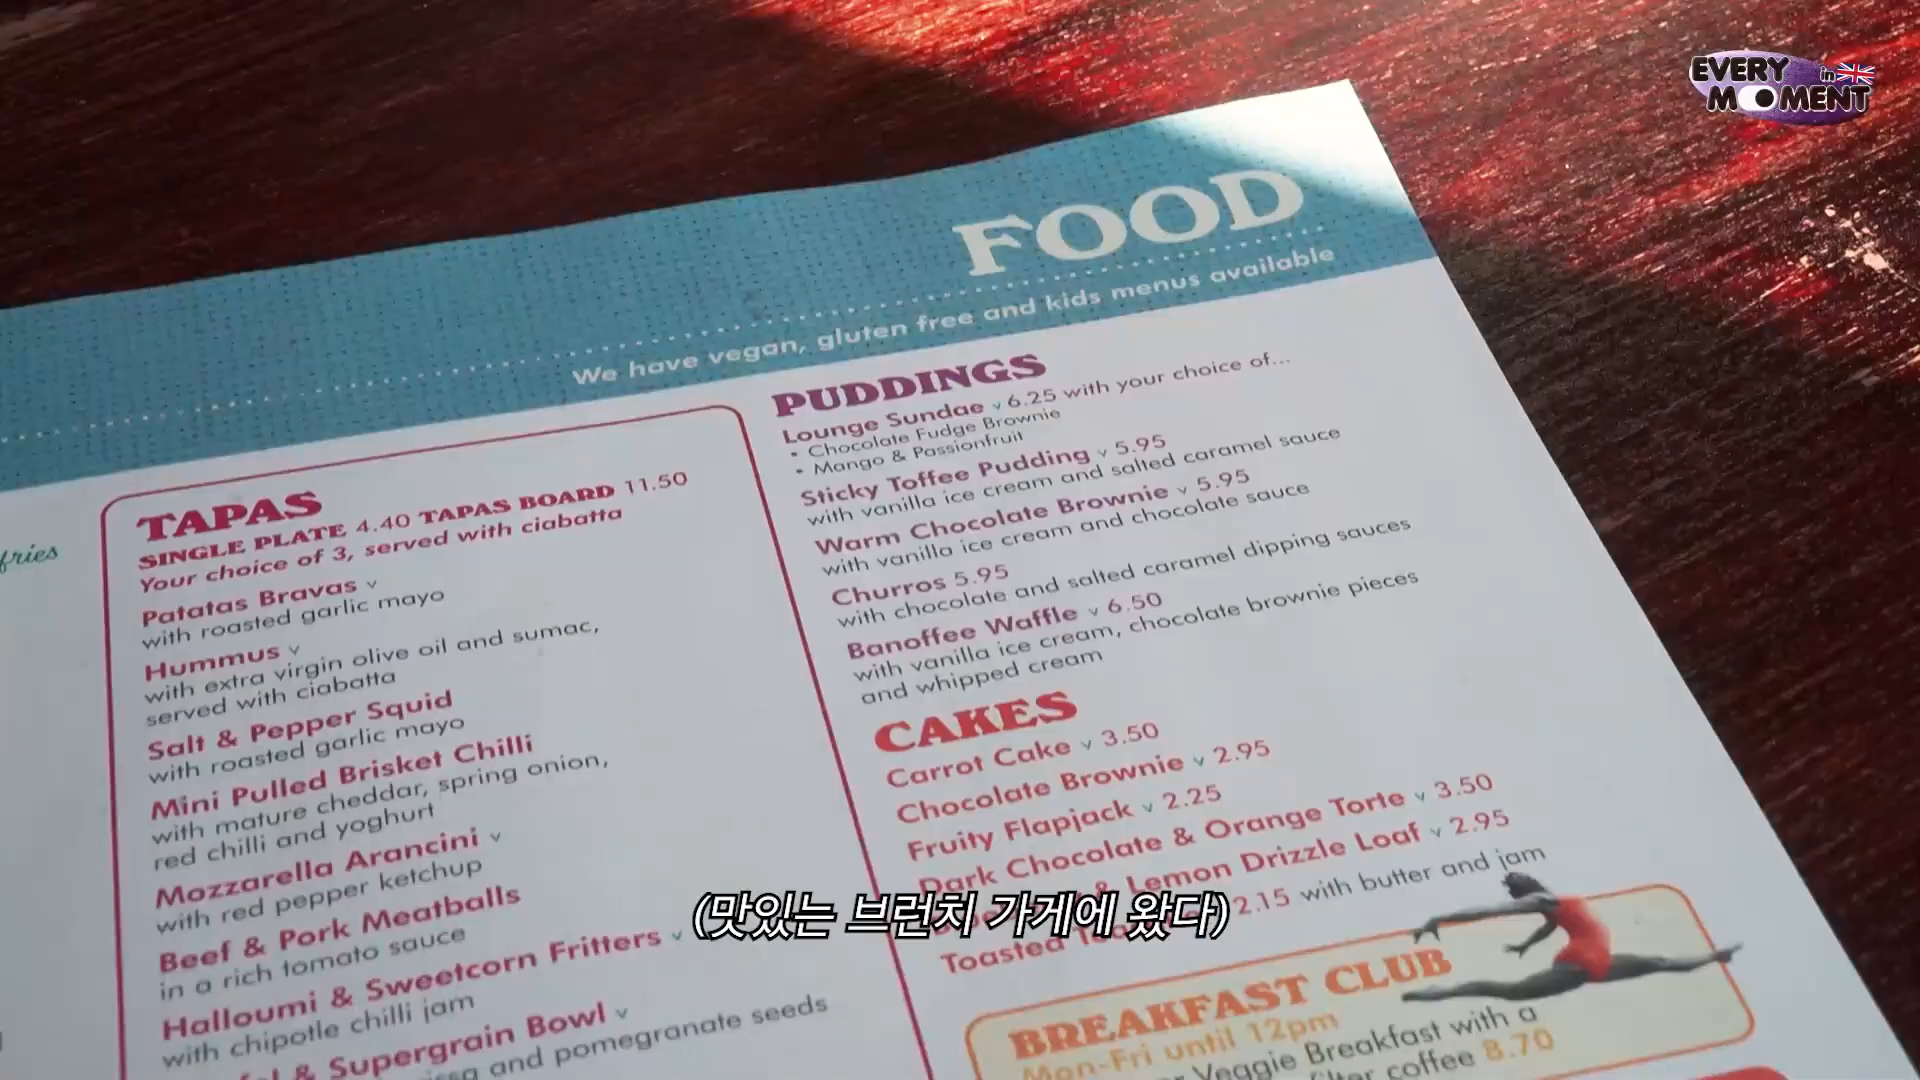 EVERY in
MOMENT
FOOD
We have vegan, gluten free and kids menus available
fries
TAPAS
SINGLE PLATE 4.40 TAPAS BOARD 11.50
Your choice of 3, served with ciabatta
Patatas Bravas v
with roasted garlic mayo
Hummus v
with extra virgin olive oil and sumac,
served with ciabatta
Salt & Pepper Squid
with roasted garlic mayo
Mini Pulled Brisket Chilli
with mature cheddar, spring onion,
red chilli and yoghurt
Mozzarella Arancini v
with red pepper ketchup
Beef & Pork Meatballs
in a rich tomato sauce
Halloumi & Sweetcorn Fritters v
with chipotle chilli jam
& Supergrain Bowl v
and pomegranate seeds
PUDDINGS
Lounge Sundae v 6.25 with your choice of...
• Chocolate Fudge Brownie
• Mango & Passionfruit
Sticky Toffee Pudding v 5.95
with vanilla ice cream and salted caramel sauce
Warm Chocolate Brownie v 5.95
with vanilla ice cream and chocolate sauce
Churros 5.95
with chocolate and salted caramel dipping sauces
Banoffee Waffle v 6.50
with vanilla ice cream, chocolate brownie pieces
and whipped cream
CAKES
Carrot Cake v 3.50
Chocolate Brownie v 2.95
Fruity Flapjack v 2.25
Dark Chocolate & Orange Torte v 3.50
& Lemon Drizzle Loaf v 2.95
Toasted 2.15 with butter and jam
BREAKFAST CLUB
Mon-Fri until 12pm
Veggie Breakfast with a
filter coffee 8.70
(맛있는 브런치 가게에 왔다)